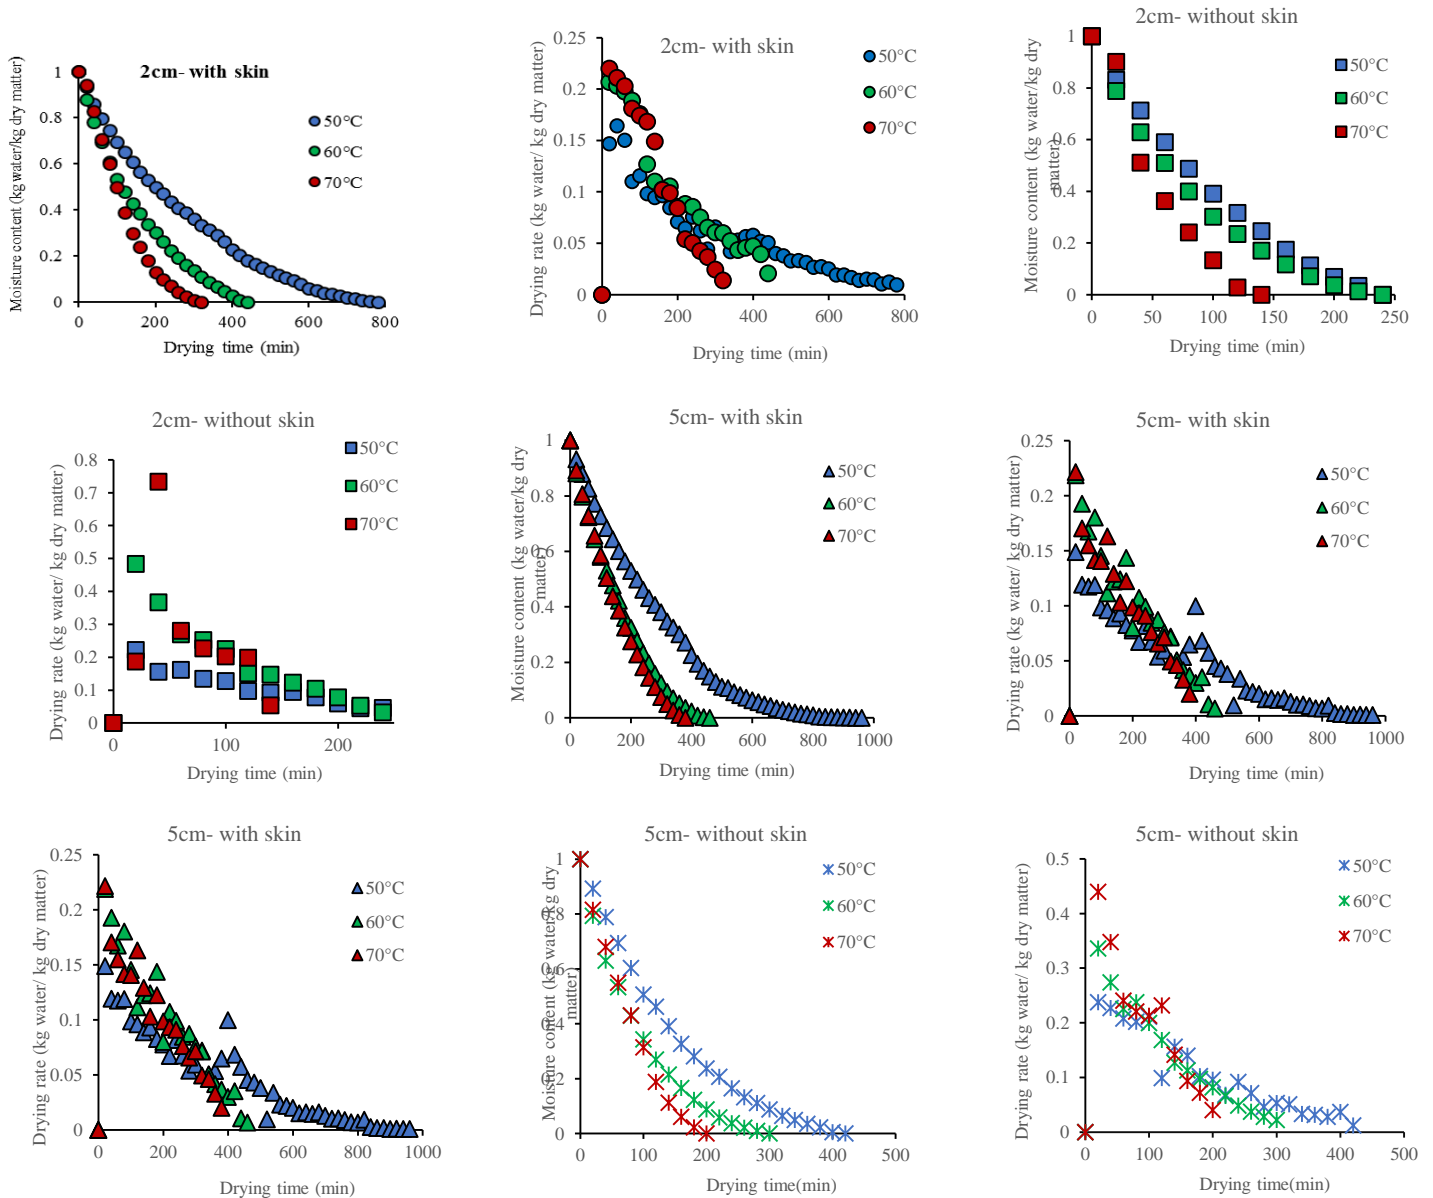 2cm- with skin
Moisture content (kg water/kg dry matter)
1
0.8
0.6
0.4
0.2
0
0
200
400
600
800
50°C
60°C
70°C
Drying time (min)
2cm- with skin
Drying rate (kg water/ kg dry matter)
0.25
0.2
0.15
0.1
0.05
0
0
200
400
600
800
50°C
60°C
70°C
Drying time (min)
2cm- without skin
Moisture content (kg water/kg dry
matter)
1
0.8
0.6
0.4
0.2
0
0
50
100
150
200
250
50°C
60°C
70°C
Drying time (min)
2cm- without skin
Drying rate (kg water/ kg dry matter)
0.8
0.7
0.6
0.5
0.4
0.3
0.2
0.1
0
0
100
200
50°C
60°C
70°C
Drying time (min)
5cm- with skin
Moisture content (kg water/kg dry
matter)
1
0.8
0.6
0.4
0.2
0
0
200
400
600
800
1000
50°C
60°C
70°C
Drying time (min)
5cm- with skin
Drying rate (kg water/ kg dry matter)
0.25
0.2
0.15
0.1
0.05
0
0
200
400
600
800
1000
50°C
60°C
70°C
Drying time (min)
5cm- with skin
Drying rate (kg water/ kg dry matter)
0.25
0.2
0.15
0.1
0.05
0
0
200
400
600
800
1000
50°C
60°C
70°C
Drying time (min)
5cm- without skin
Moisture content (kg water/kg dry
matter)
1
0.8
0.6
0.4
0.2
0
0
100
200
300
400
500
50°C
60°C
70°C
Drying time(min)
5cm- without skin
Drying rate (kg water/ kg dry matter)
0.5
0.4
0.3
0.2
0.1
0
0
100
200
300
400
500
50°C
60°C
70°C
Drying time(min)